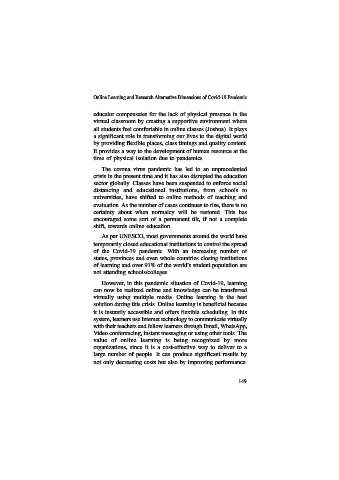 Online Learning and Research Alternative Dimensions of Covid-19 Pandemic
educator compensates for the lack of physical presence in the
virtual classroom by creating a supportive environment where
all students feel comfortable in online classes (Joshua). It plays
a significant role in transforming our lives to the digital world
by providing flexible places, class timings and quality content.
It provides a way to the development of human resources at the
time of physical isolation due to pandemics.
The corona virus pandemic has led to an unprecedented
crisis in the present time and it has also disrupted the education
sector globally. Classes have been suspended to enforce social
distancing and educational institutions, from schools to
universities, have shifted to online methods of teaching and
evaluation. As the number of cases continues to rise, there is no
certainty about when normalcy will be restored. This has
encouraged some sort of a permanent tilt, if not a complete
shift, towards online education.
As per UNESCO, most governments around the world have
temporarily closed educational institutions to control the spread
of the Covid-19 pandemic. With an increasing number of
states, provinces and even whole countries closing institutions
of learning and over 91% of the world's student population are
not attending schools/colleges.
However, in this pandemic situation of Covid-19, learning
can now be realized online and knowledge can be transferred
virtually using multiple media. Online learning is the best
solution during this crisis. Online learning is beneficial because
it is instantly accessible and offers flexible scheduling. In this
system, learners use Internet technology to communicate virtually
with their teachers and fellow learners through Email, WhatsApp,
Video conferencing, instant messaging or using other tools. The
value of online learning is being recognized by more
organizations, since it is a cost-effective way to deliver to a
large number of people. It can produce significant results by
not only decreasing costs but also by improving performance.
149